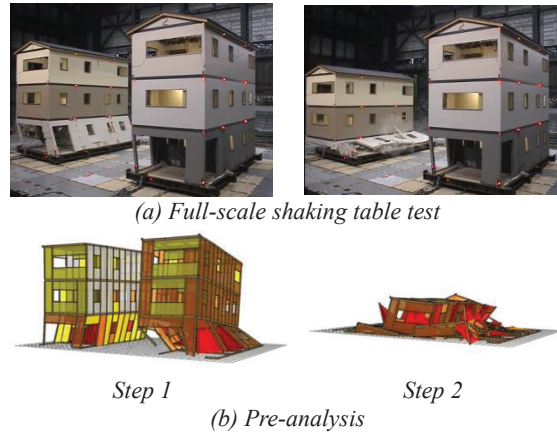 (a) Full-scale shaking table test
Step 1
Step 2
(b) Pre-analysis